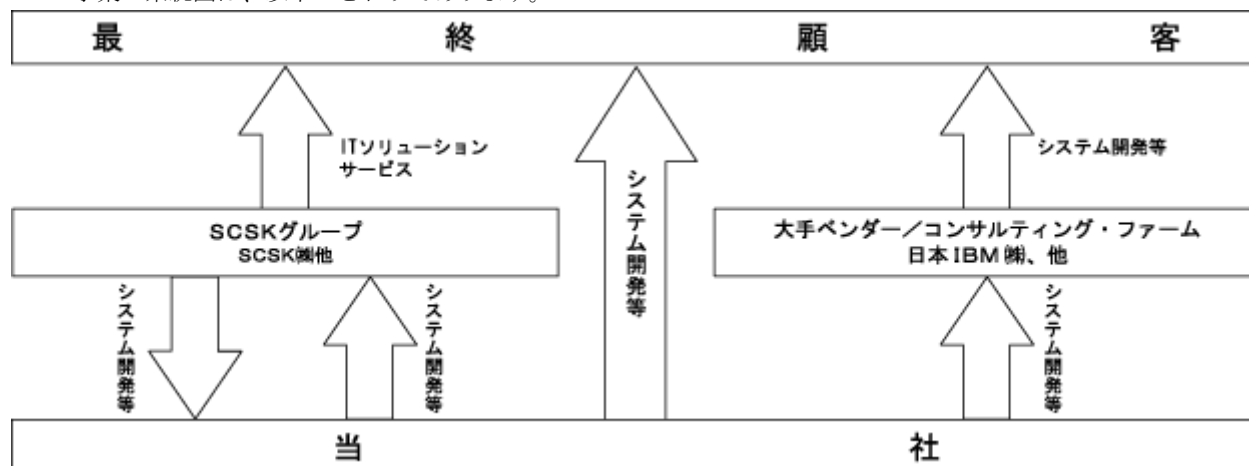 最終顧客
ITソリューション
サービス
システム開発等
システム開発等
SCSKグループ
SCSK㈱他
大手ベンダー／コンサルティング・ファーム
日本IBM㈱、他
システム開発等
システム開発等
システム開発等
当社